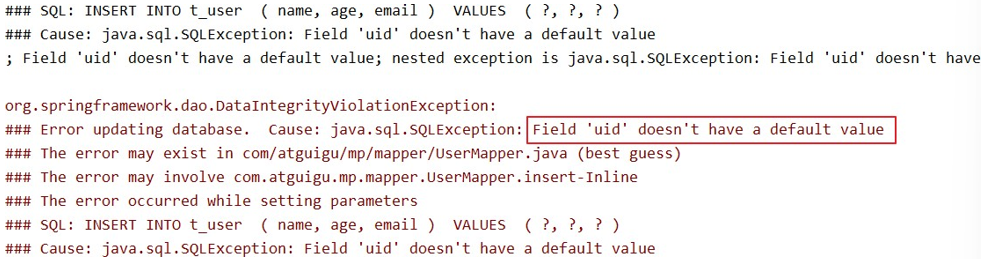 ### SQL: INSERT INTO t_user  ( name, age, email )  VALUES  ( ?, ?, ? )
### Cause: java.sql.SQLException: Field 'uid' doesn't have a default value
; Field 'uid' doesn't have a default value; nested exception is java.sql.SQLException: Field 'uid' doesn't have
org.springframework.dao.DataIntegrityViolationException:
### Error updating database.  Cause: java.sql.SQLException: Field 'uid' doesn't have a default value
### The error may exist in com/atguigu/mp/mapper/UserMapper.java (best guess)
### The error may involve com.atguigu.mp.mapper.UserMapper.insert-Inline
### The error occurred while setting parameters
### SQL: INSERT INTO t_user  ( name, age, email )  VALUES  ( ?, ?, ? )
### Cause: java.sql.SQLException: Field 'uid' doesn't have a default value